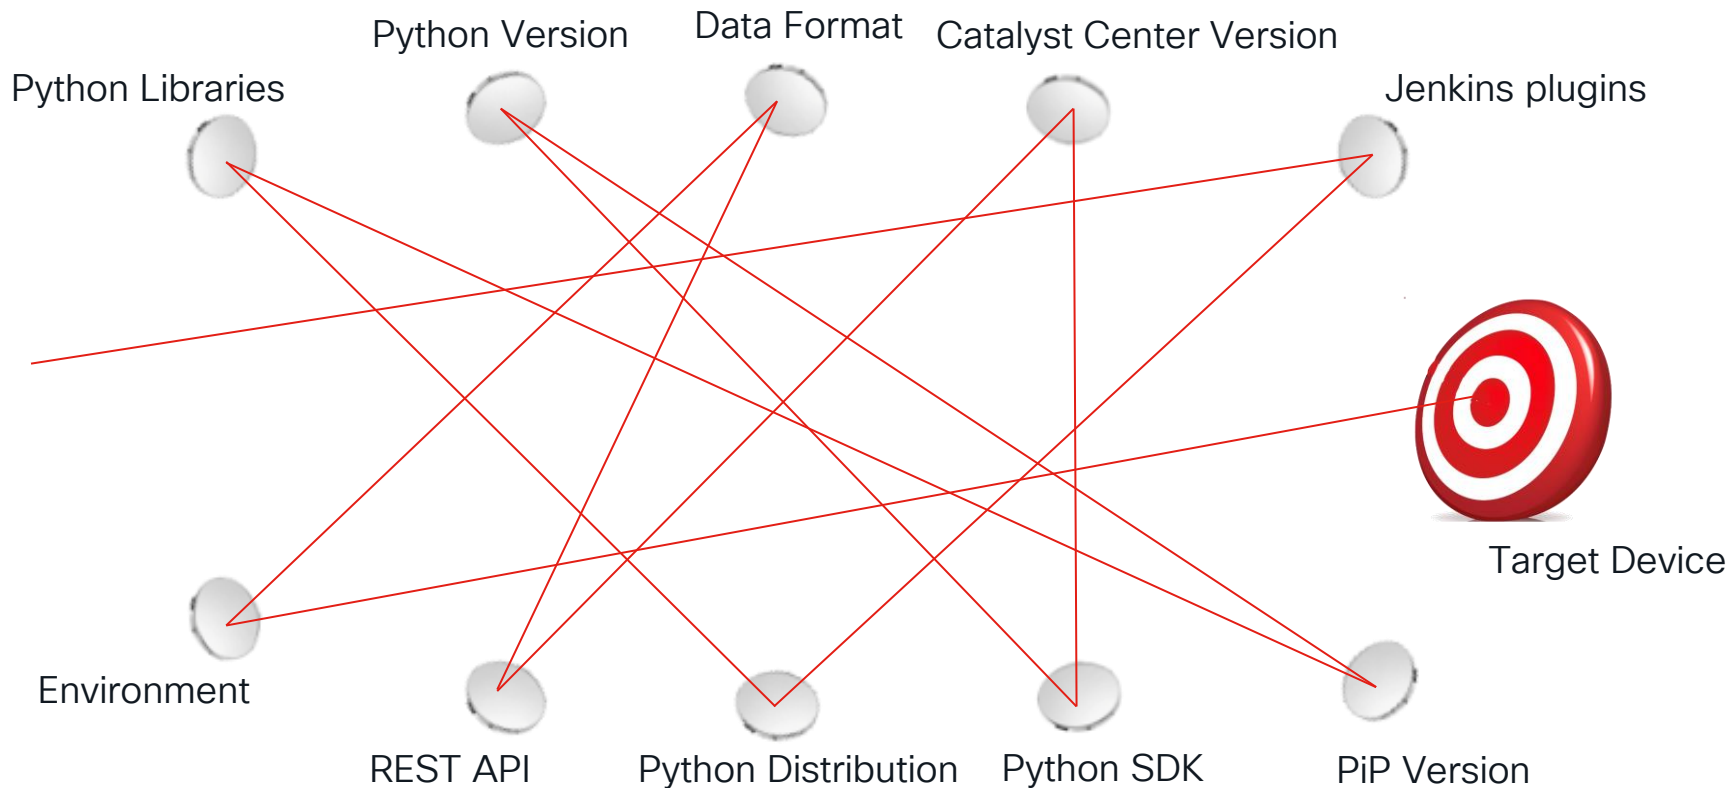 Python Libraries
Python Version
Data Format
Catalyst Center Version
Jenkins plugins
Target Device
Environment
REST API
Python Distribution
Python SDK
PiP Version